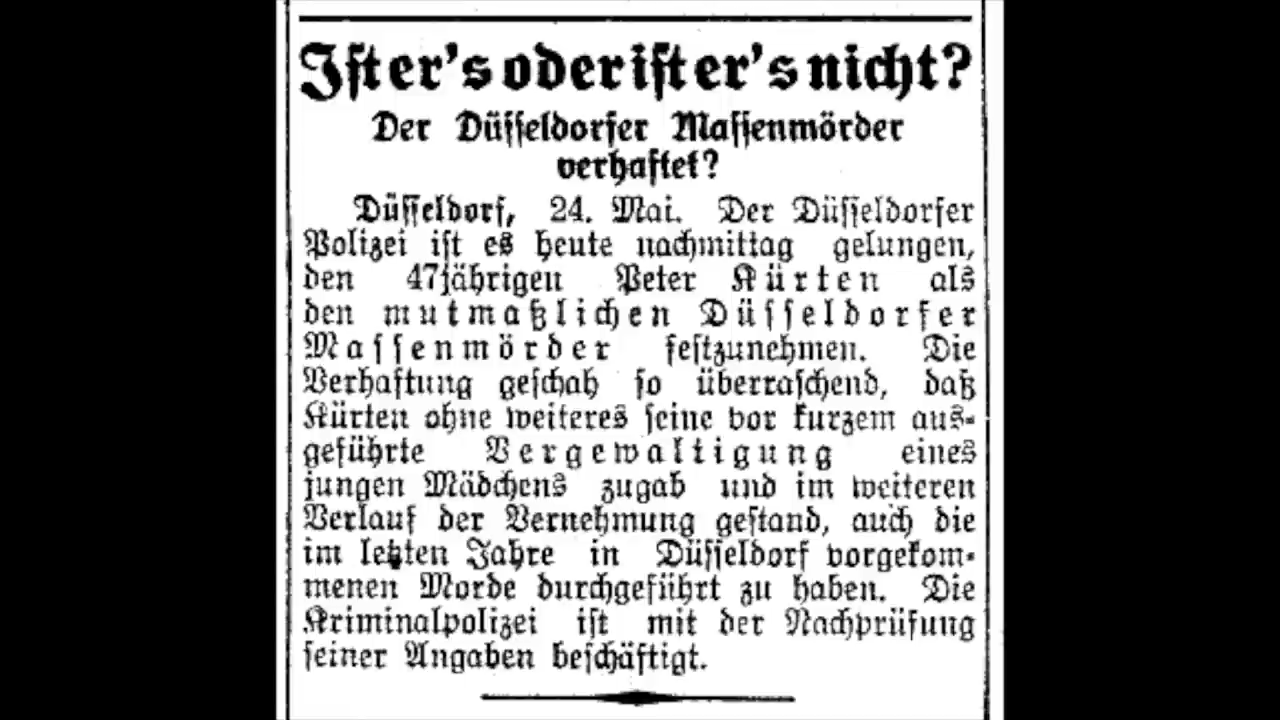 Ist er's oder ist er's nicht?
Der Düsseldorfer Massenmörder
verhaftet?
Düsseldorf, 24. Mai. Der Düsseldorfer
Polizei ist es heute nachmittag gelungen,
den 47jährigen Peter Kürten als
den mutmaßlichen Düsseldorfer
Massenmörder festzunehmen. Die
Verhaftung geschah so überraschend, daß
Kürten ohne weiteres seine vor kurzem aus-
geführte Vergewaltigung eines
jungen Mädchens zugab und im weiteren
Verlauf der Vernehmung gestand, auch die
im letzten Jahre in Düsseldorf vorgekom-
menen Morde durchgeführt zu haben. Die
Kriminalpolizei ist mit der Nachprüfung
seiner Angaben beschäftigt.